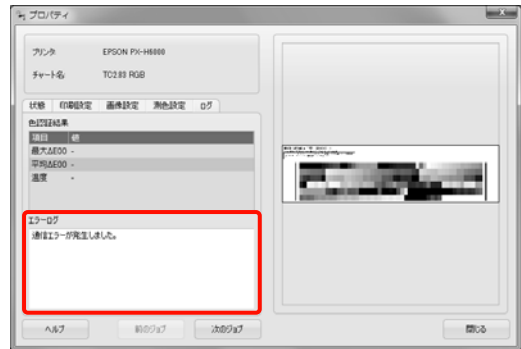 プロパティ
プリンタ: EPSON PX-H6000
チャート名: TC2.83 RGB
状態 印刷設定 画像設定 測色設定 ログ
色認証結果
項目 値
最大ΔE00 -
平均ΔE00 -
温度 -
エラーログ
通信エラーが発生しました。
ヘルプ 前のジョブ 次のジョブ 閉じる